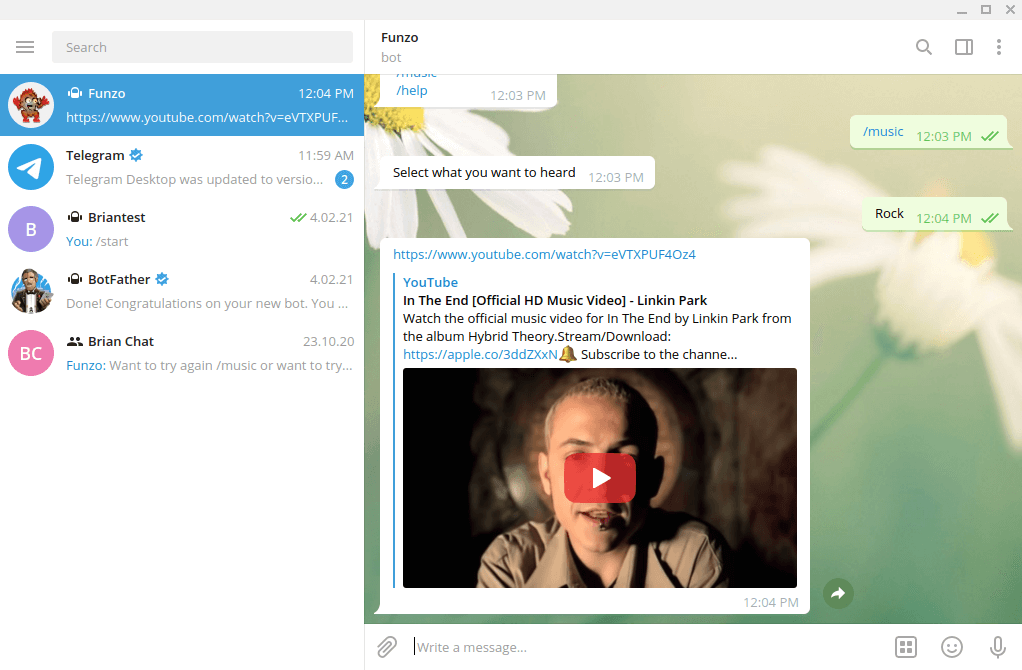 Search
Funzo
12:04 PM
https://www.youtube.com/watch?v=eVTXPUF...
Telegram
11:59 AM
Telegram Desktop was updated to versio...
2
B
Briantest
4.02.21
You: /start
BotFather
4.02.21
Done! Congratulations on your new bot. You ...
BC
Brian Chat
23.10.20
Funzo: Want to try again /music or want to try...
Funzo
bot
/music
/help
12:03 PM
/music
12:03 PM
Select what you want to heard
12:03 PM
Rock
12:04 PM
https://www.youtube.com/watch?v=eVTXPUF4Oz4
YouTube
In The End [Official HD Music Video] - Linkin Park
Watch the official music video for In The End by Linkin Park from
the album Hybrid Theory.Stream/Download:
https://apple.co/3ddZXxN🔔 Subscribe to the channe...
12:04 PM
Write a message...